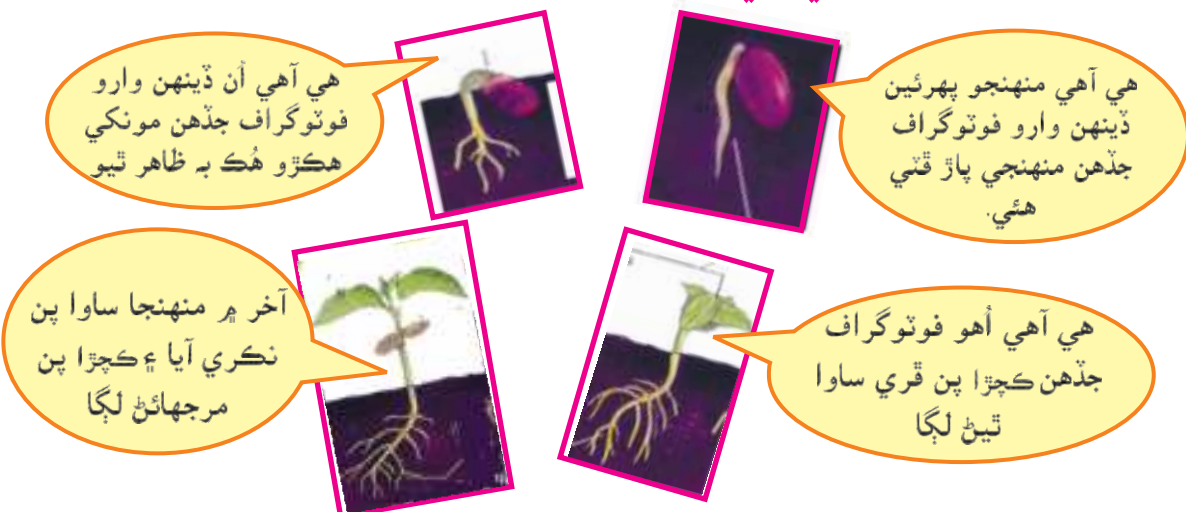 هي آهي منهنجو پهرئين
ڏينهن وارو فوٽوگراف
جڏهن منهنجي پاڙ ڦٽي
هئي.
هي آهي اُن ڏينهن وارو
فوٽوگراف جڏهن مونکي
هڪڙو هُڪ بہ ظاهر ٿيو
هي آهي اُهو فوٽوگراف
جڏهن ڪچڙا پن ڦري ساوا
ٿيڻ لڳا
آخر ۾ منهنجا ساوا پن
نڪري آيا ۽ ڪچڙا پن
مرجهائڻ لڳا